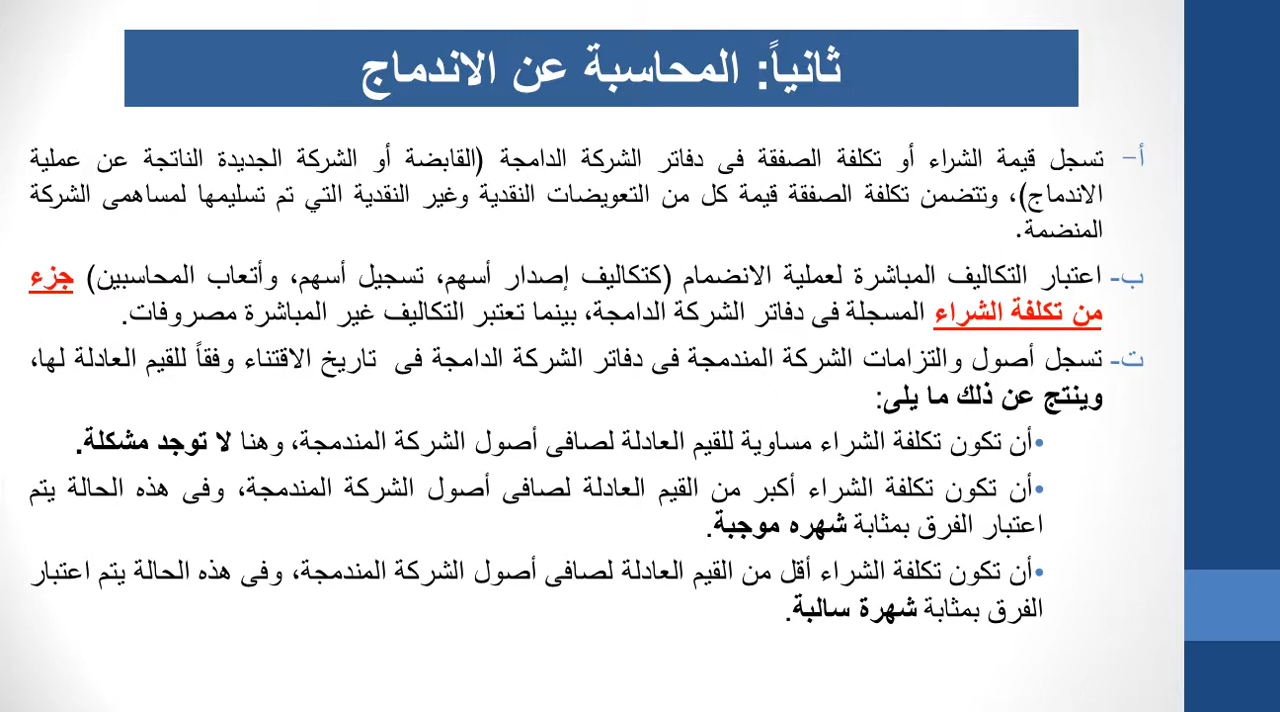 ثانياً: المحاسبة عن الاندماج
أ- تسجل قيمة الشراء أو تكلفة الصفقة فى دفاتر الشركة الدامجة (القابضة أو الشركة الجديدة الناتجة عن عملية
الاندماج)، وتتضمن تكلفة الصفقة قيمة كل من التعويضات النقدية وغير النقدية التي تم تسليمها لمساهمى الشركة
المنضمة.
ب- اعتبار التكاليف المباشرة لعملية الانضمام (كتكاليف إصدار أسهم، تسجيل أسهم، وأتعاب المحاسبين) جزء
من تكلفة الشراء المسجلة فى دفاتر الشركة الدامجة، بينما تعتبر التكاليف غير المباشرة مصروفات.
ت- تسجل أصول والتزامات الشركة المندمجة فى دفاتر الشركة الدامجة فى تاريخ الاقتناء وفقاً للقيم العادلة لها،
وينتج عن ذلك ما يلى:
•أن تكون تكلفة الشراء مساوية للقيم العادلة لصافى أصول الشركة المندمجة، وهنا لا توجد مشكلة.
•أن تكون تكلفة الشراء أكبر من القيم العادلة لصافى أصول الشركة المندمجة، وفى هذه الحالة يتم
اعتبار الفرق بمثابة شهره موجبة.
•أن تكون تكلفة الشراء أقل من القيم العادلة لصافى أصول الشركة المندمجة، وفى هذه الحالة يتم اعتبار
الفرق بمثابة شهرة سالبة.